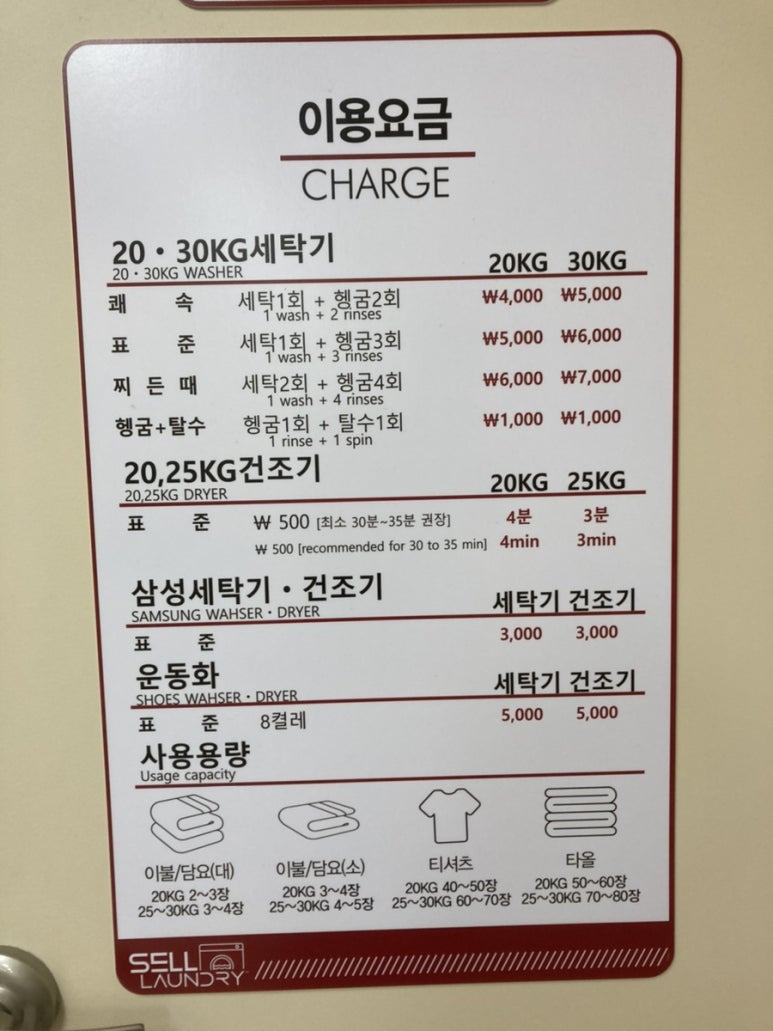 이용요금
CHARGE
20・30KG세탁기 20KG 30KG
20・30KG WASHER
쾌 속 세탁1회 + 헹굼2회 ₩4,000 ₩5,000
1 wash + 2 rinses
표 준 세탁1회 + 헹굼3회 ₩5,000 ₩6,000
1 wash + 3 rinses
찌 든 때 세탁2회 + 헹굼4회 ₩6,000 ₩7,000
1 wash + 4 rinses
헹굼+탈수 헹굼1회 + 탈수1회 ₩1,000 ₩1,000
1 rinse + 1 spin
20,25KG건조기 20KG 25KG
20,25KG DRYER
표 준 ₩ 500 [최소 30분~35분 권장] 4분 3분
₩ 500 [recommended for 30 to 35 min] 4min 3min
삼성세탁기・건조기 세탁기 건조기
SAMSUNG WAHSER・DRYER
표 준 3,000 3,000
운동화 세탁기 건조기
SHOES WAHSER・DRYER
표 준 8켤레 5,000 5,000
사용용량
Usage capacity
이불/담요(대) 이불/담요(소) 티셔츠 타올
20KG 2~3장 20KG 3~4장 20KG 40~50장 20KG 50~60장
25~30KG 3~4장 25~30KG 4~5장 25~30KG 60~70장 25~30KG 70~80장
SELL
LAUNDRY